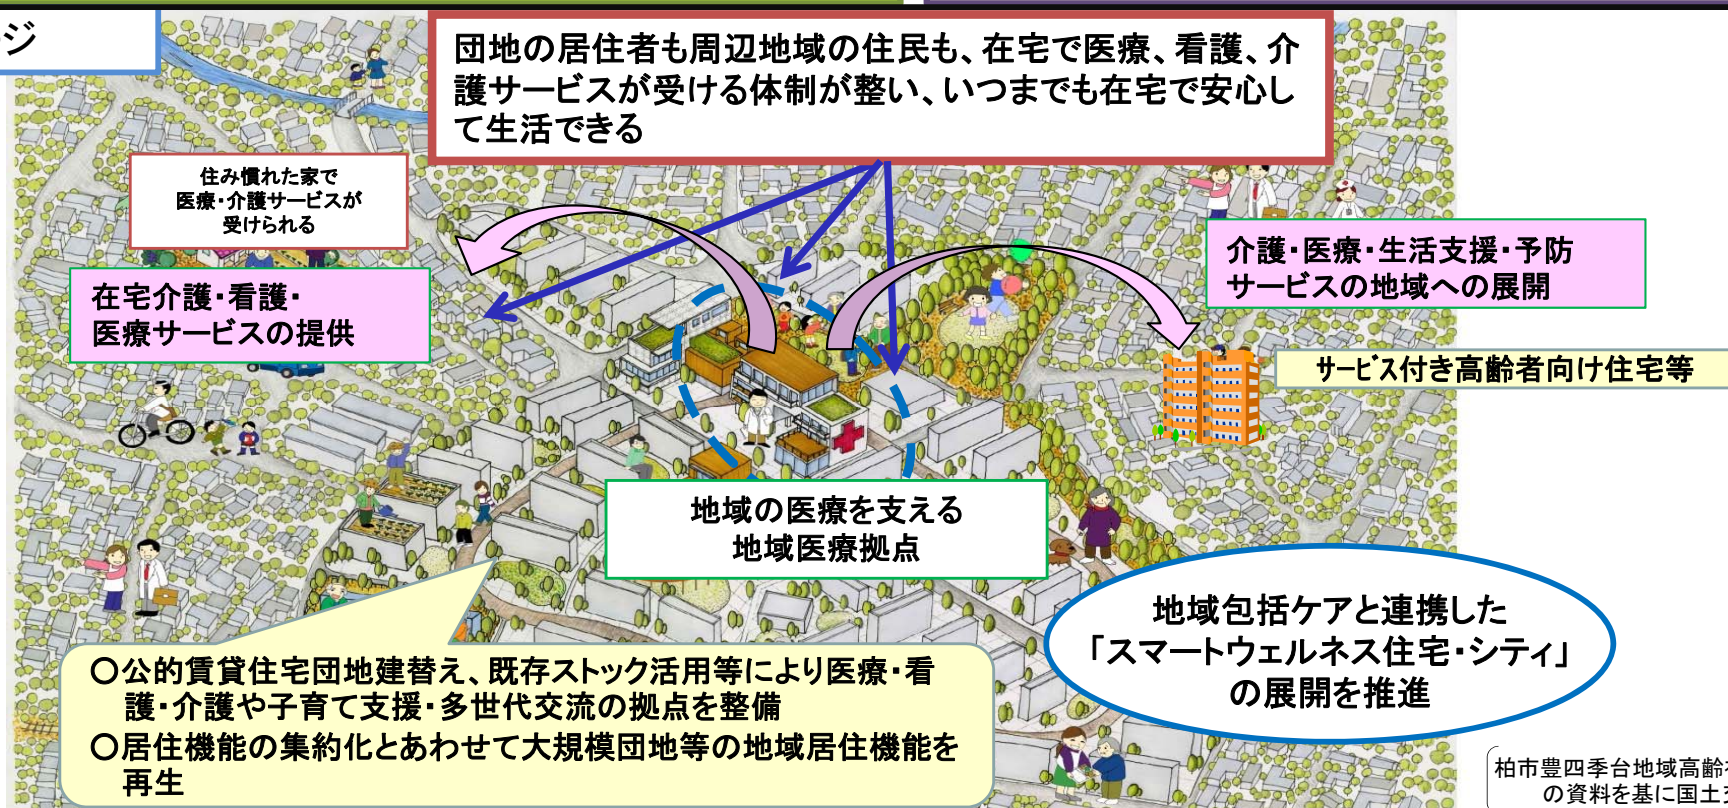 ジ
団地の居住者も周辺地域の住民も、在宅で医療、看護、介
護サービスが受ける体制が整い、いつまでも在宅で安心し
て生活できる
住み慣れた家で
医療・介護サービスが
受けられる
在宅介護・看護・
医療サービスの提供
介護・医療・生活支援・予防
サービスの地域への展開
サービス付き高齢者向け住宅等
地域の医療を支える
地域医療拠点
地域包括ケアと連携した
「スマートウェルネス住宅・シティ」
の展開を推進
〇公的賃貸住宅団地建替え、既存ストック活用等により医療・看
護・介護や子育て支援・多世代交流の拠点を整備
〇居住機能の集約化とあわせて大規模団地等の地域居住機能を
再生
柏市豊四季台地域高齢
の資料を基に国土